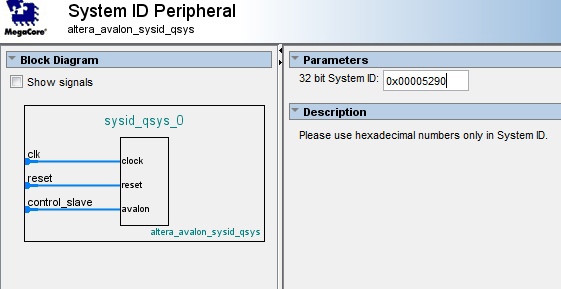 System ID Peripheral
MegaCore®
altera_avalon_sysid_qsys
Block Diagram
Show signals
sysid_qsys_0
clk
clock
reset
reset
control_slave
avalon
altera_avalon_sysid_qsys
Parameters
32 bit System ID: 0x00005290
Description
Please use hexadecimal numbers only in System ID.